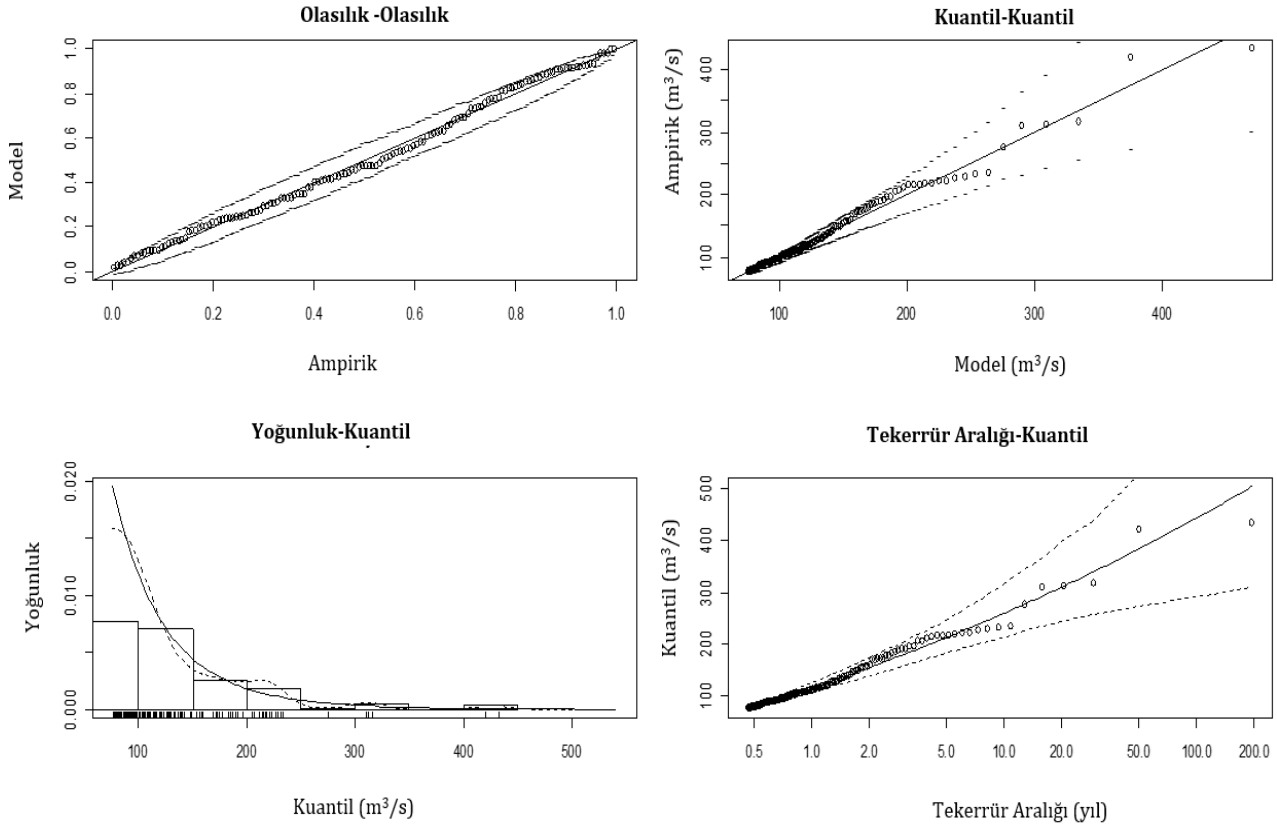 Olasılık -Olasılık
Model
0.0 0.2 0.4 0.6 0.8 1.0
0.0 0.2 0.4 0.6 0.8 1.0
Ampirik
Kuantil-Kuantil
Ampirik (m³/s)
100 200 300 400
100 200 300 400
Model (m³/s)
Yoğunluk-Kuantil
Yoğunluk
0.000 0.010 0.020
100 200 300 400 500
Kuantil (m³/s)
Tekerrür Aralığı-Kuantil
Kuantil (m³/s)
100 200 300 400 500
0.5 1.0 2.0 5.0 10.0 20.0 50.0 100.0 200.0
Tekerrür Aralığı (yıl)